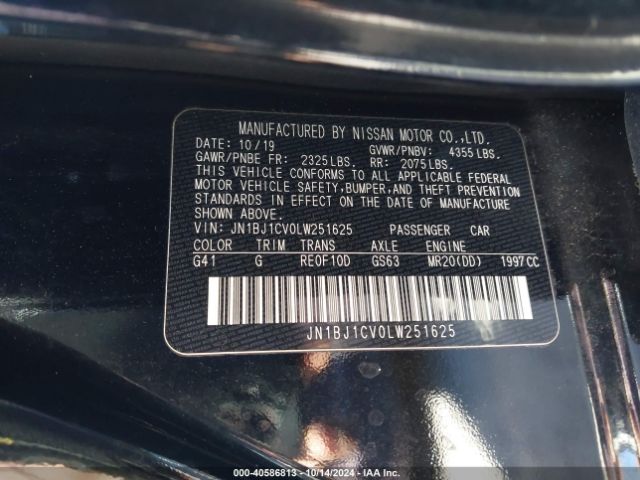 MANUFACTURED BY NISSAN MOTOR CO.,LTD.
DATE: 10/19 GVWR/PNBV: 4355 LBS.
GAWR/PNBE FR: 2325 LBS. RR: 2075 LBS.
THIS VEHICLE CONFORMS TO ALL APPLICABLE FEDERAL
MOTOR VEHICLE SAFETY, BUMPER, AND THEFT PREVENTION
STANDARDS IN EFFECT ON THE DATE OF MANUFACTURE
SHOWN ABOVE.
VIN: JN1BJ1CV0LW251625 PASSENGER CAR
COLOR TRIM TRANS AXLE ENGINE
G41 G RE0F10D GS63 MR20(DD) 1997CC
JN1BJ1CV0LW251625
000-40586813 - 10/14/2024 - IAA Inc.